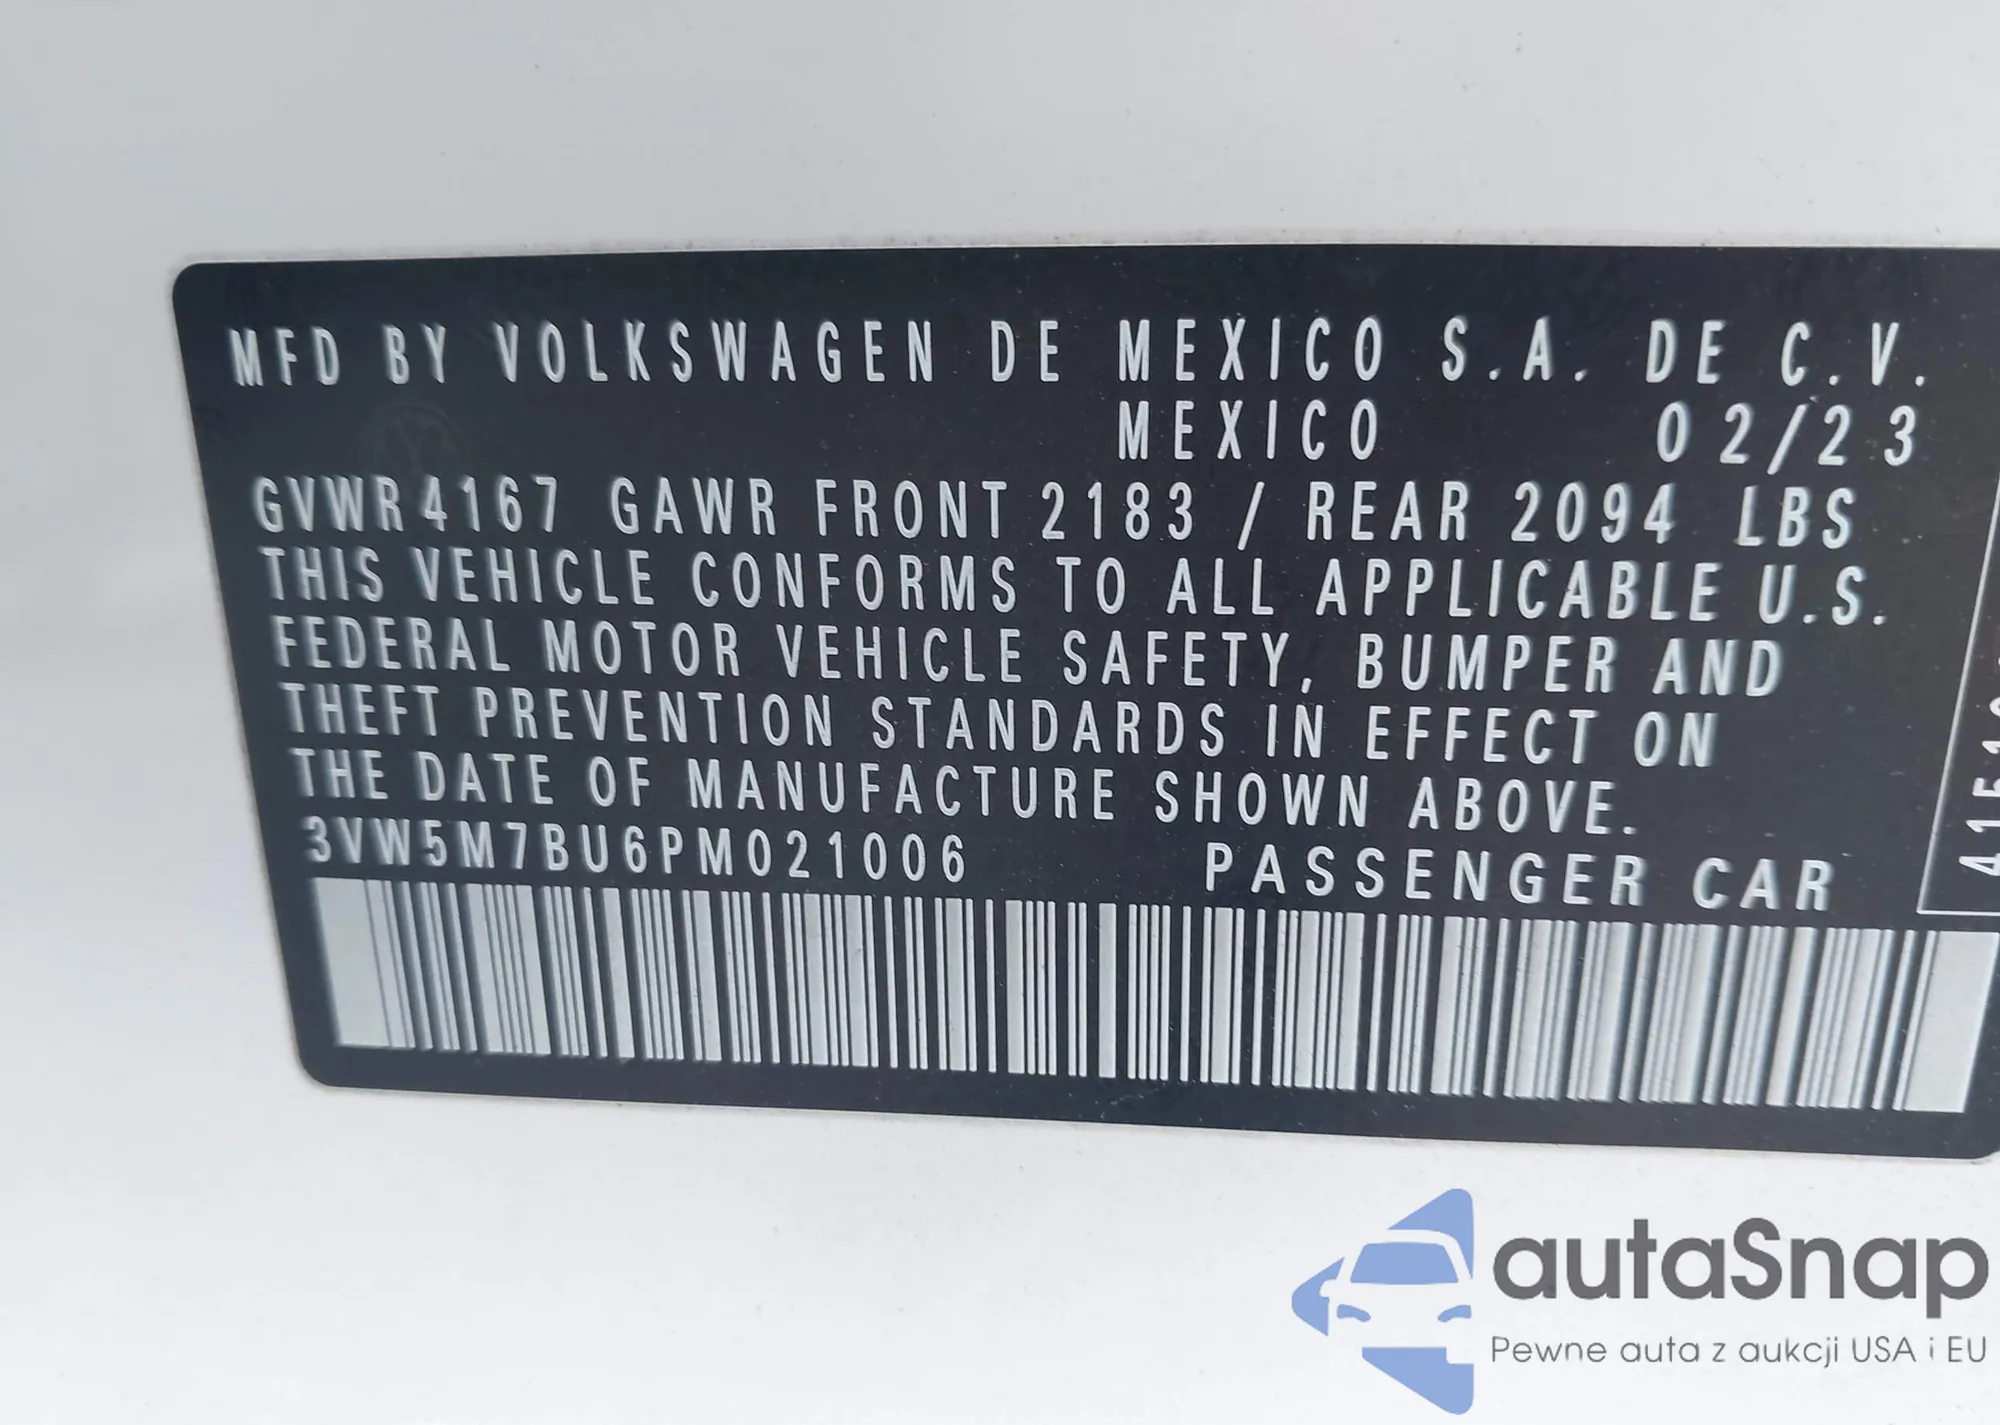 MFD BY VOLKSWAGEN DE MEXICO S.A. DE C.V.
MEXICO 02/23
GVWR 4167 GAWR FRONT 2183 / REAR 2094 LBS
THIS VEHICLE CONFORMS TO ALL APPLICABLE U.S.
FEDERAL MOTOR VEHICLE SAFETY, BUMPER AND
THEFT PREVENTION STANDARDS IN EFFECT ON
THE DATE OF MANUFACTURE SHOWN ABOVE.
3VW5M7BU6PM021006 PASSENGER CAR
autaSnap
Pewne auta z aukcji USA i EU